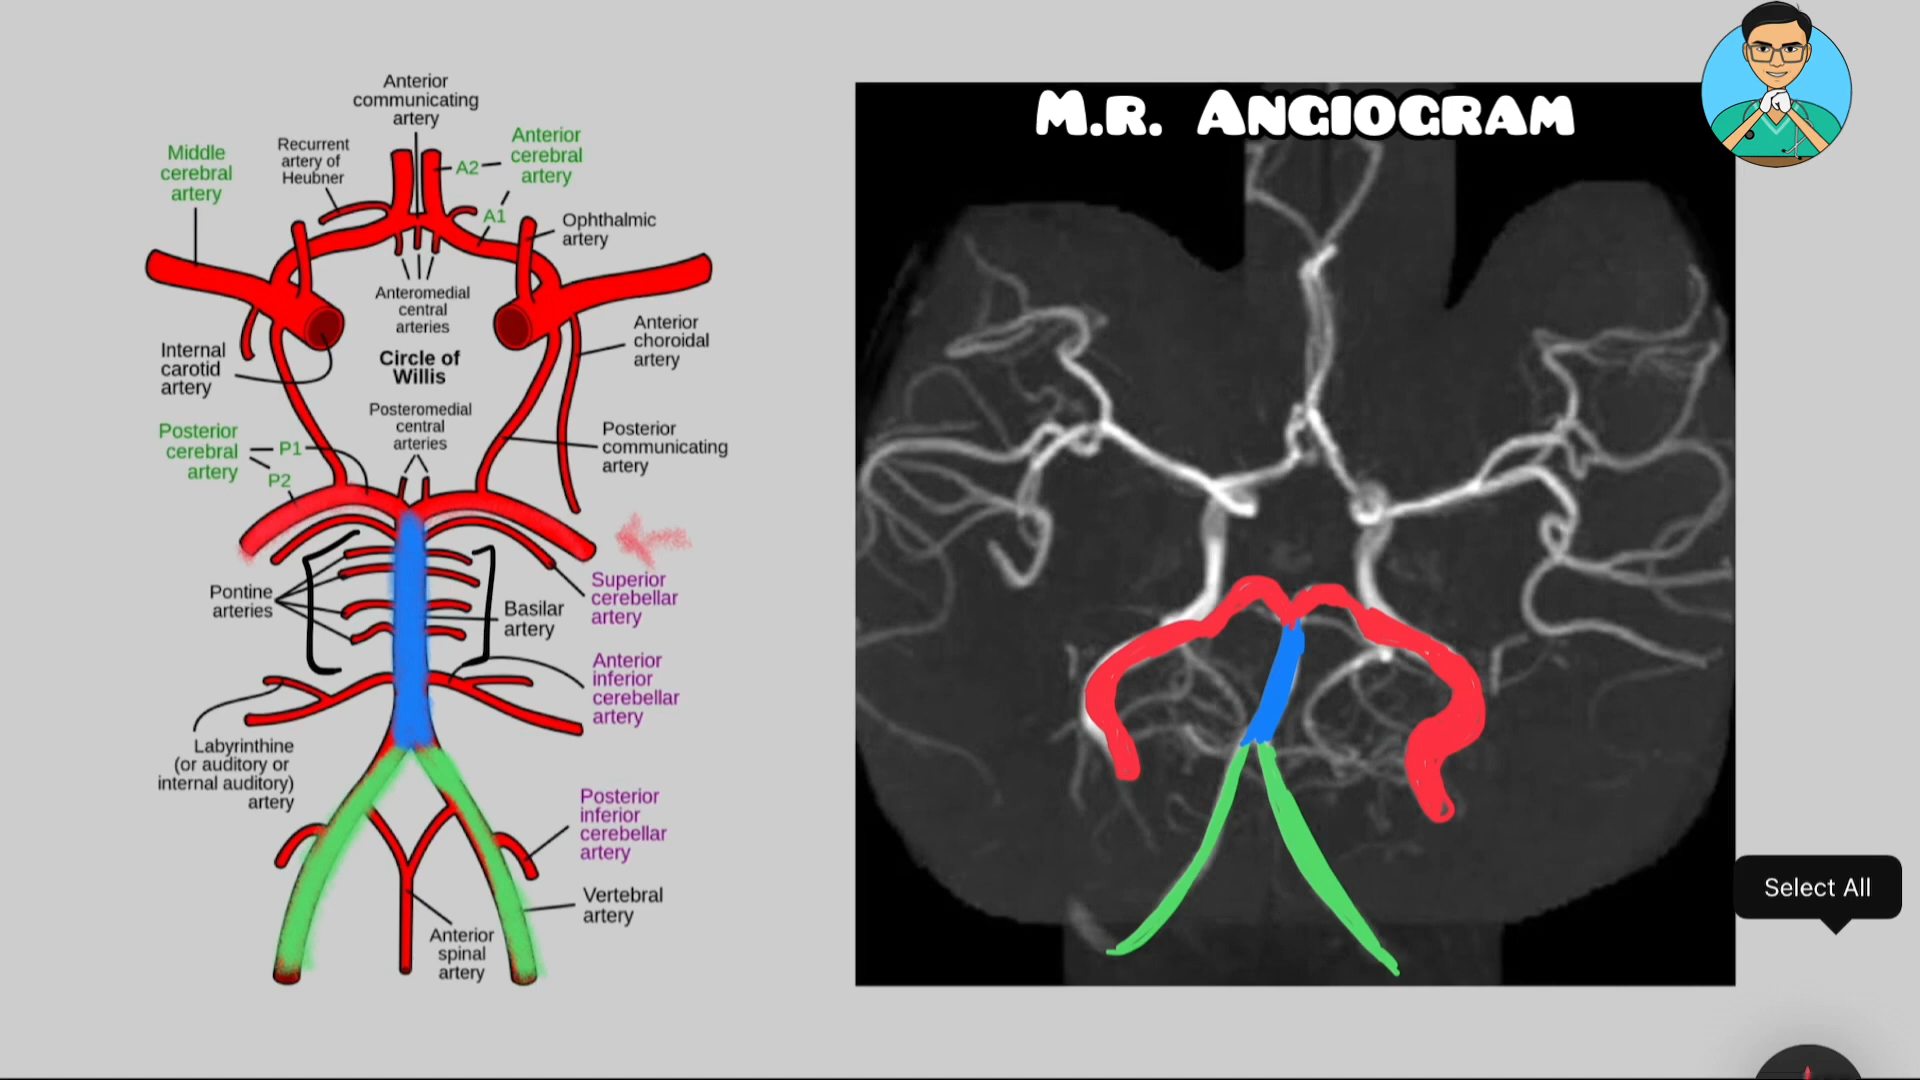 Anterior
communicating
artery
M.R. ANGIOGRAM
Recurrent
artery of
Heubner
A2
Anterior
cerebral
artery
Middle
cerebral
artery
A1
Ophthalmic
artery
Anteromedial
central
arteries
Anterior
choroidal
artery
Internal
carotid
artery
Circle of
Willis
Posteromedial
central
arteries
Posterior
cerebral
artery
P1
P2
Posterior
communicating
artery
Pontine
arteries
Superior
cerebellar
artery
Basilar
artery
Anterior
inferior
cerebellar
artery
Labyrinthine
(or auditory or
internal auditory)
artery
Posterior
inferior
cerebellar
artery
Vertebral
artery
Anterior
spinal
artery
Select All